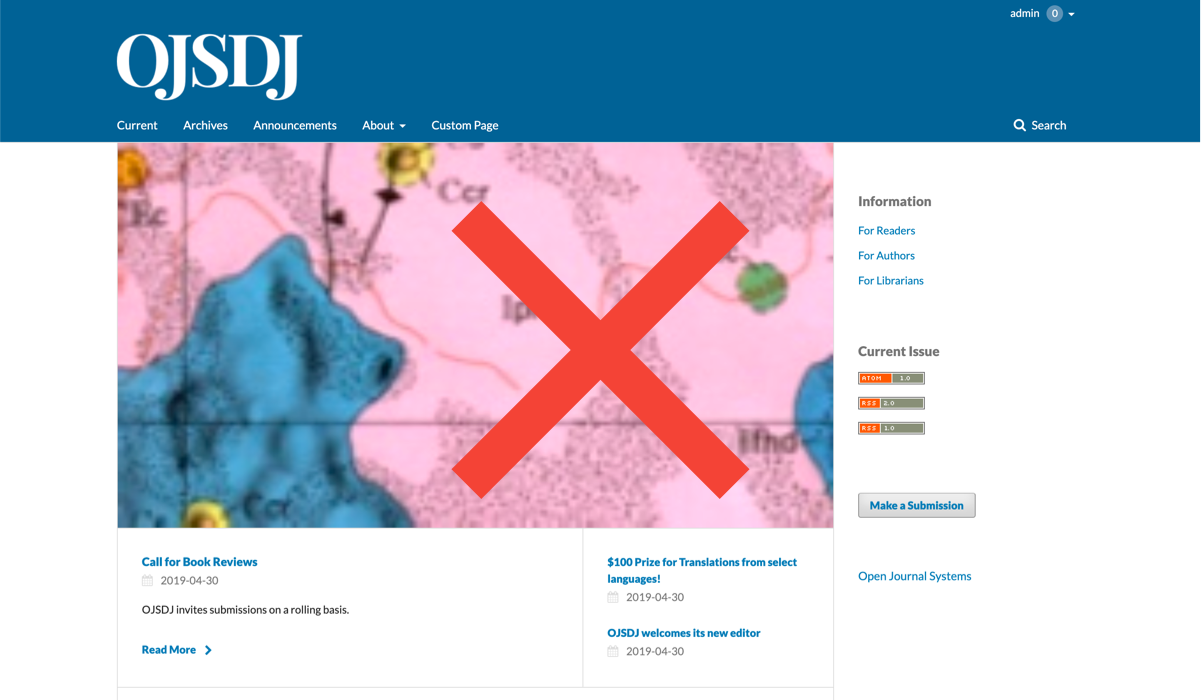 admin 0
OJSDJ
Current Archives Announcements About Custom Page Search
Ec
Cer
Ifhd
Cer
Information
For Readers
For Authors
For Librarians
Current Issue
ATOM 1.0
RSS 2.0
RSS 1.0
Make a Submission
Open Journal Systems
Call for Book Reviews
2019-04-30
OJSDJ invites submissions on a rolling basis.
Read More
$100 Prize for Translations from select
languages!
2019-04-30
OJSDJ welcomes its new editor
2019-04-30